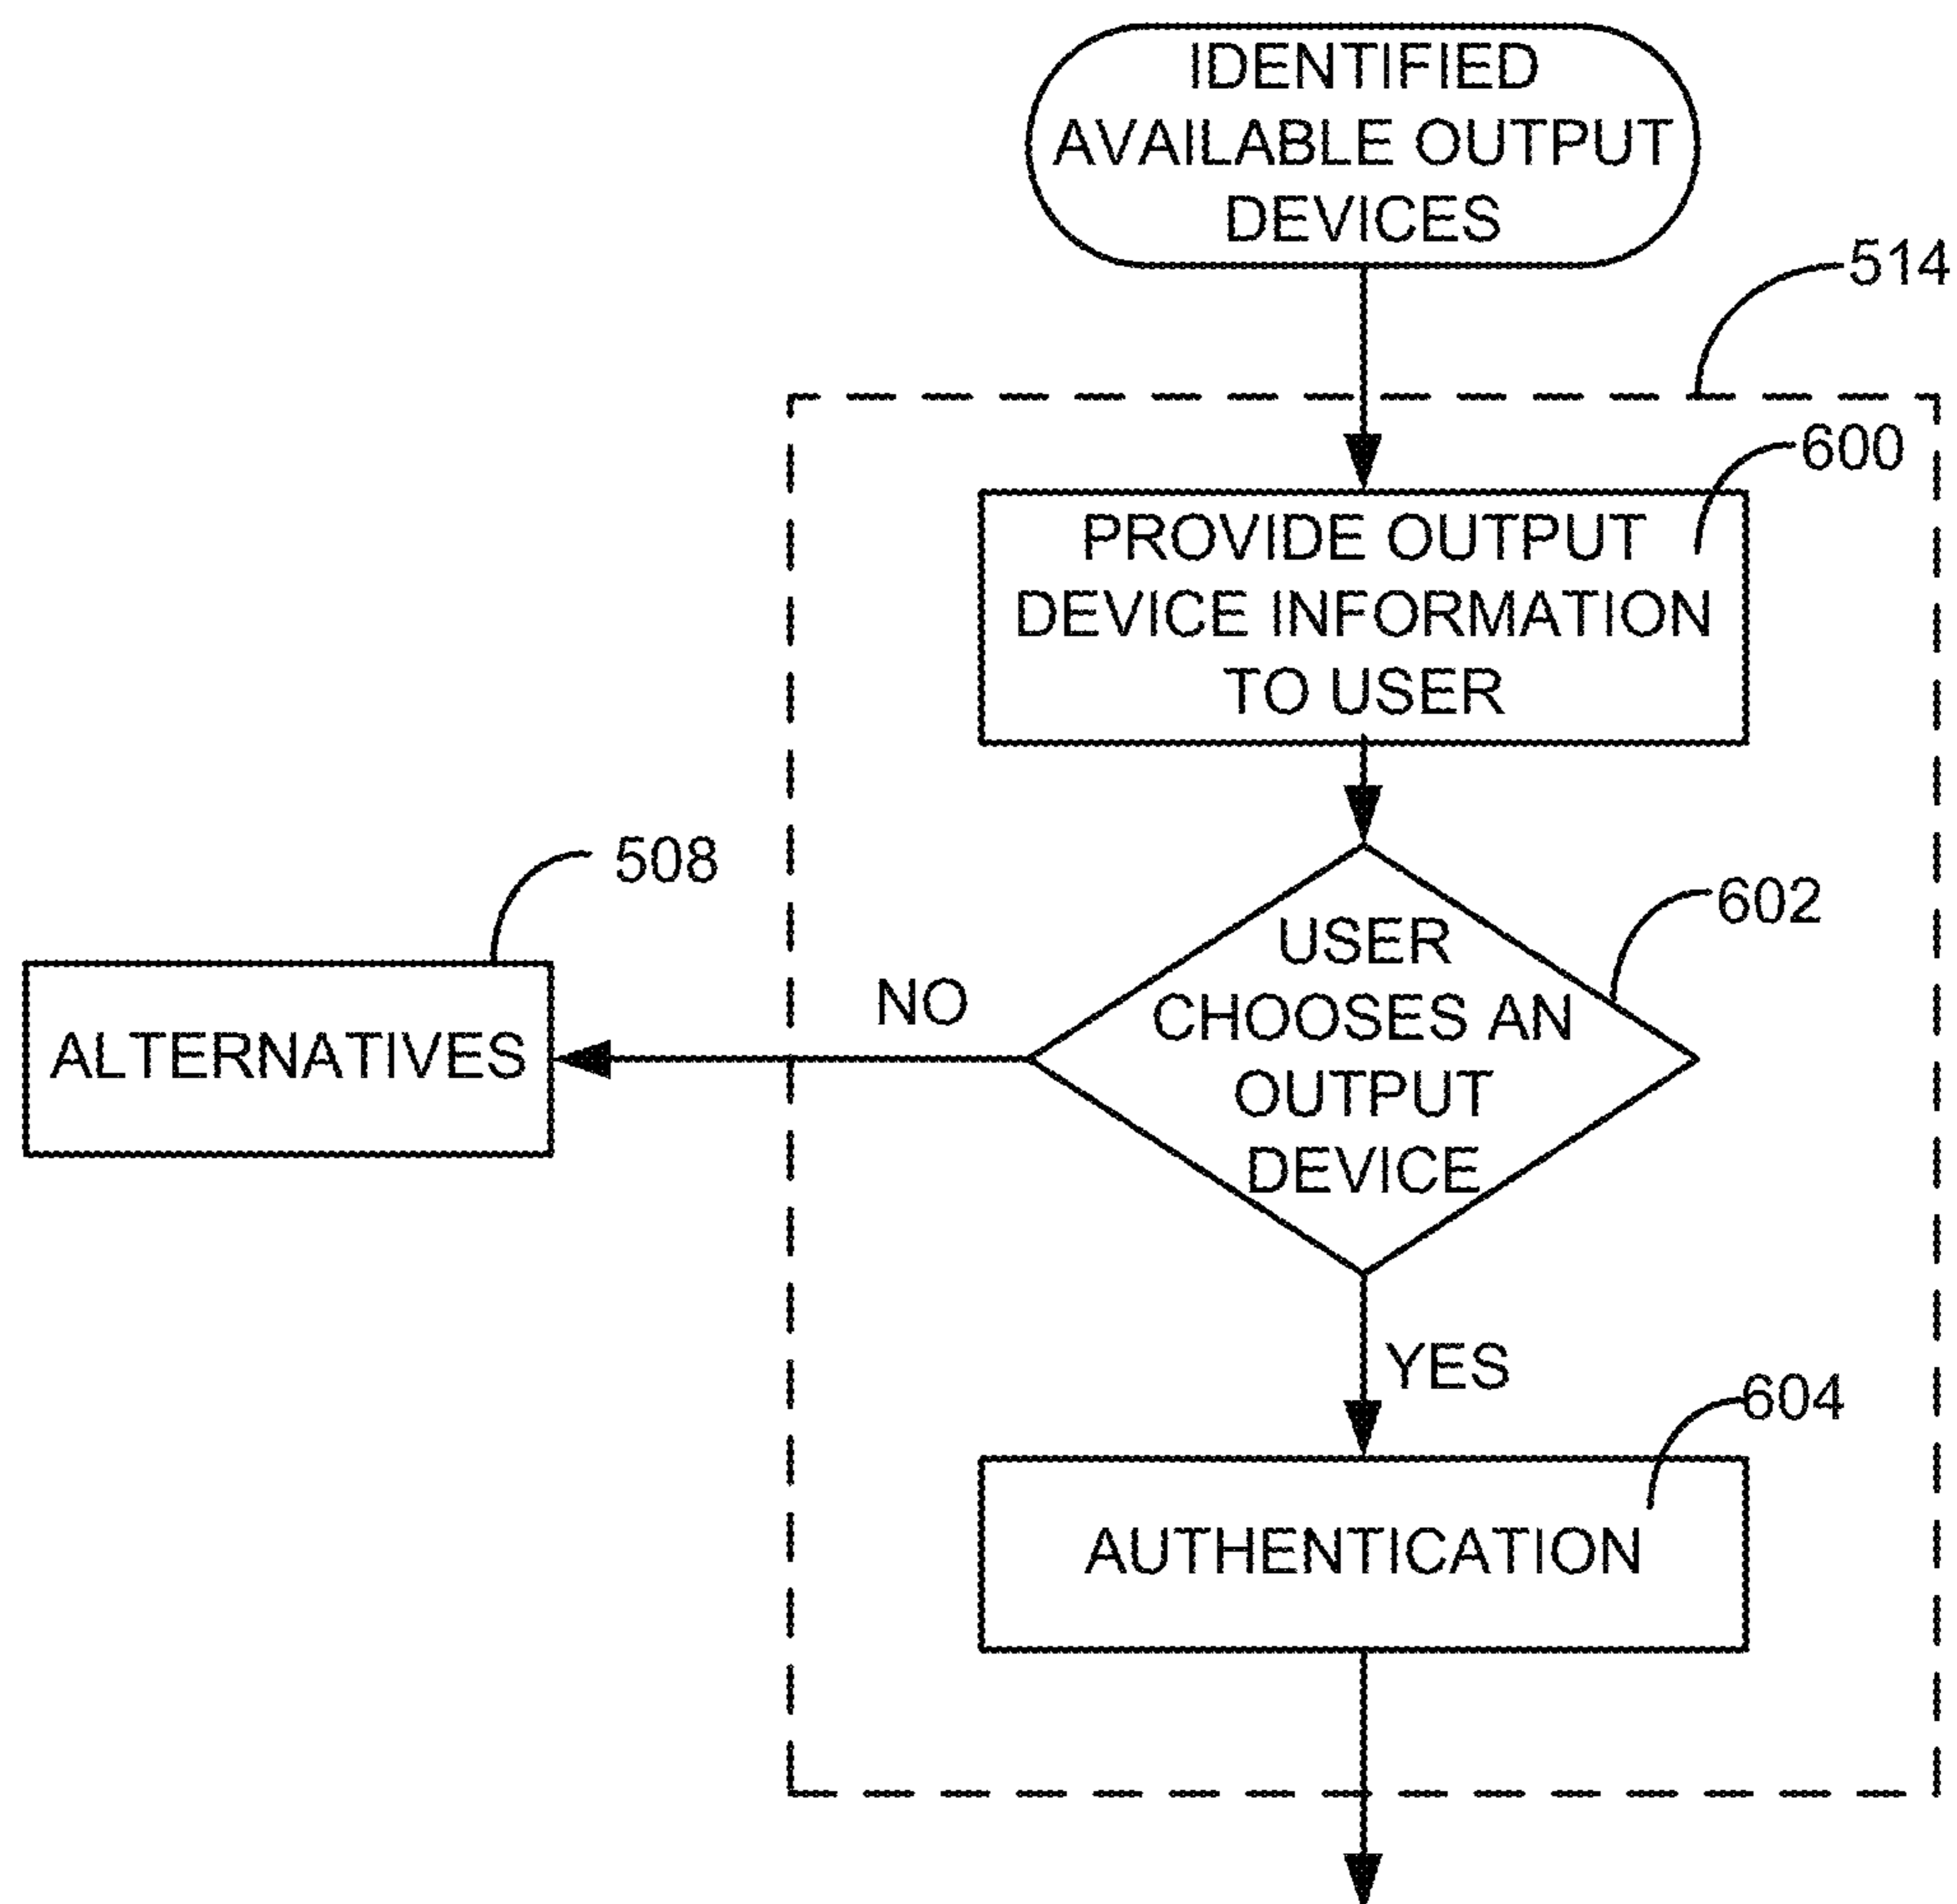 IDENTIFIED
AVAILABLE OUTPUT
DEVICES
514
600
PROVIDE OUTPUT
DEVICE INFORMATION
TO USER
508
602
USER
CHOOSES AN
OUTPUT
DEVICE
NO
ALTERNATIVES
YES
604
AUTHENTICATION